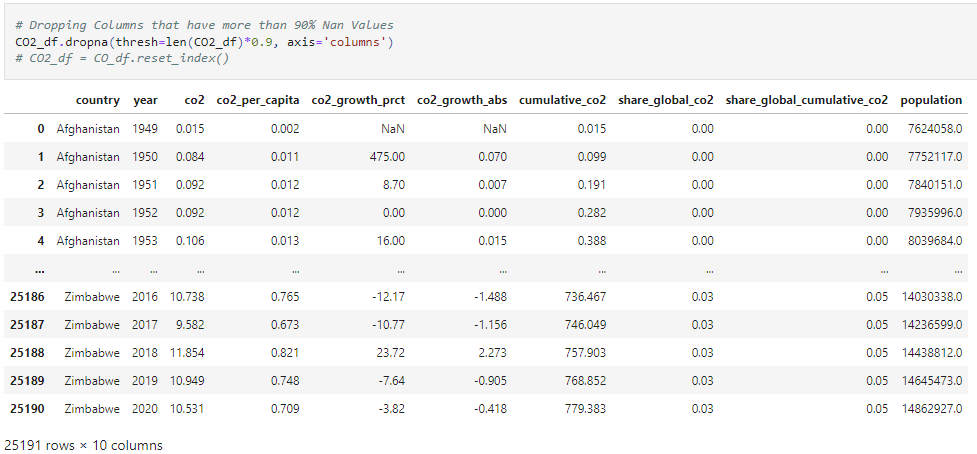 # Dropping Columns that have more than 90% Nan Values
CO2_df.dropna(thresh=len(CO2_df)*0.9, axis='columns')
# CO2_df = CO_df.reset_index()
country year co2 co2_per_capita co2_growth_prct co2_growth_abs cumulative_co2 share_global_co2 share_global_cumulative_co2 population
0 Afghanistan 1949 0.015 0.002 NaN NaN 0.015 0.00 0.00 7624058.0
1 Afghanistan 1950 0.084 0.011 475.00 0.070 0.099 0.00 0.00 7752117.0
2 Afghanistan 1951 0.092 0.012 8.70 0.007 0.191 0.00 0.00 7840151.0
3 Afghanistan 1952 0.092 0.012 0.00 0.000 0.282 0.00 0.00 7935996.0
4 Afghanistan 1953 0.106 0.013 16.00 0.015 0.388 0.00 0.00 8039684.0
... ... ... ... ... ... ... ... ... ... ...
25186 Zimbabwe 2016 10.738 0.765 -12.17 -1.488 736.467 0.03 0.05 14030338.0
25187 Zimbabwe 2017 9.582 0.673 -10.77 -1.156 746.049 0.03 0.05 14236599.0
25188 Zimbabwe 2018 11.854 0.821 23.72 2.273 757.903 0.03 0.05 14438812.0
25189 Zimbabwe 2019 10.949 0.748 -7.64 -0.905 768.852 0.03 0.05 14645473.0
25190 Zimbabwe 2020 10.531 0.709 -3.82 -0.418 779.383 0.03 0.05 14862927.0
25191 rows × 10 columns